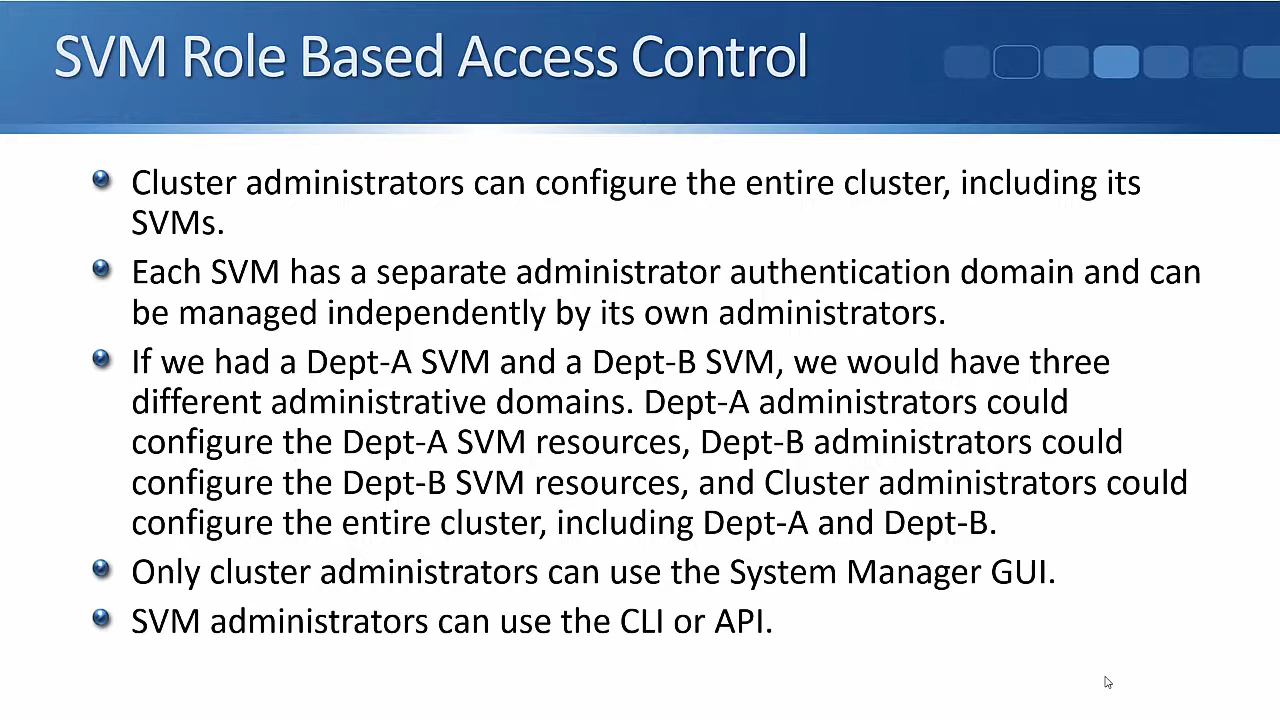 SVM Role Based Access Control
Cluster administrators can configure the entire cluster, including its
SVMs.
Each SVM has a separate administrator authentication domain and can
be managed independently by its own administrators.
If we had a Dept-A SVM and a Dept-B SVM, we would have three
different administrative domains. Dept-A administrators could
configure the Dept-A SVM resources, Dept-B administrators could
configure the Dept-B SVM resources, and Cluster administrators could
configure the entire cluster, including Dept-A and Dept-B.
Only cluster administrators can use the System Manager GUI.
SVM administrators can use the CLI or API.